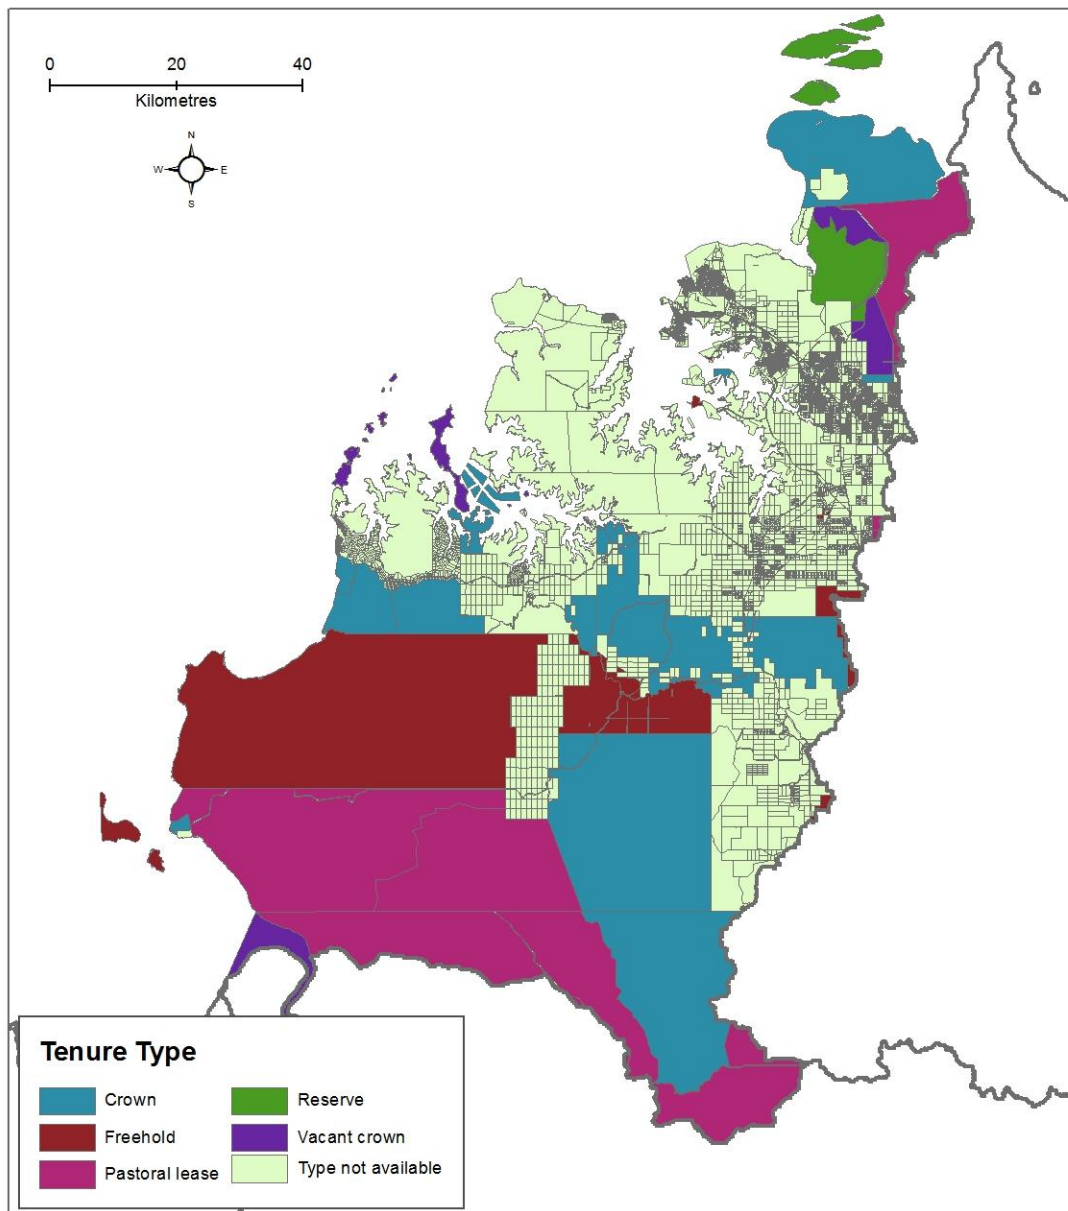 0 20 40
Kilometres
N
W E
S
Tenure Type
Crown
Reserve
Freehold
Vacant crown
Pastoral lease
Type not available